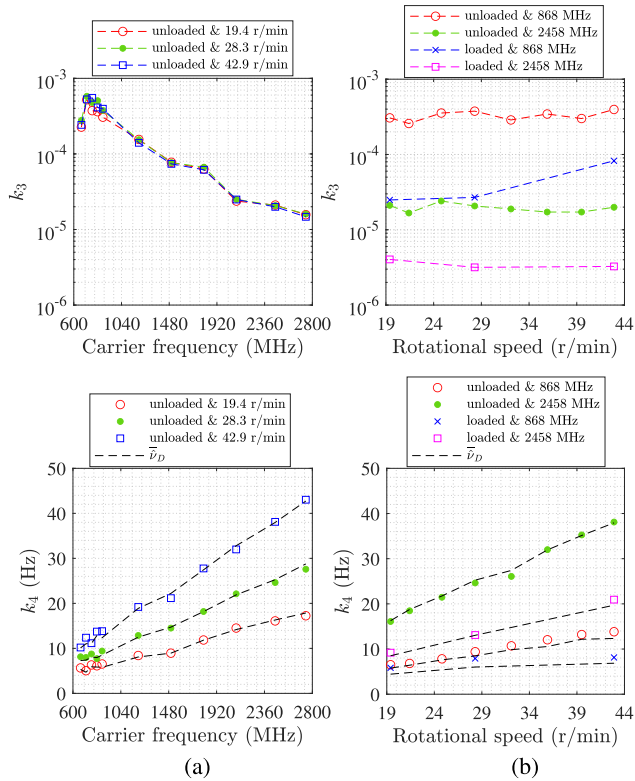 unloaded & 19.4 r/min
unloaded & 28.3 r/min
unloaded & 42.9 r/min
k3
10^-3
10^-4
10^-5
10^-6
600 1040 1480 1920 2360 2800
Carrier frequency (MHz)
unloaded & 868 MHz
unloaded & 2458 MHz
loaded & 868 MHz
loaded & 2458 MHz
k3
10^-3
10^-4
10^-5
10^-6
19 24 29 34 39 44
Rotational speed (r/min)
unloaded & 19.4 r/min
unloaded & 28.3 r/min
unloaded & 42.9 r/min
ν̃̅_D
k4 (Hz)
50
40
30
20
10
0
600 1040 1480 1920 2360 2800
Carrier frequency (MHz)
(a)
unloaded & 868 MHz
unloaded & 2458 MHz
loaded & 868 MHz
loaded & 2458 MHz
ν̃̅_D
k4 (Hz)
50
40
30
20
10
0
19 24 29 34 39 44
Rotational speed (r/min)
(b)